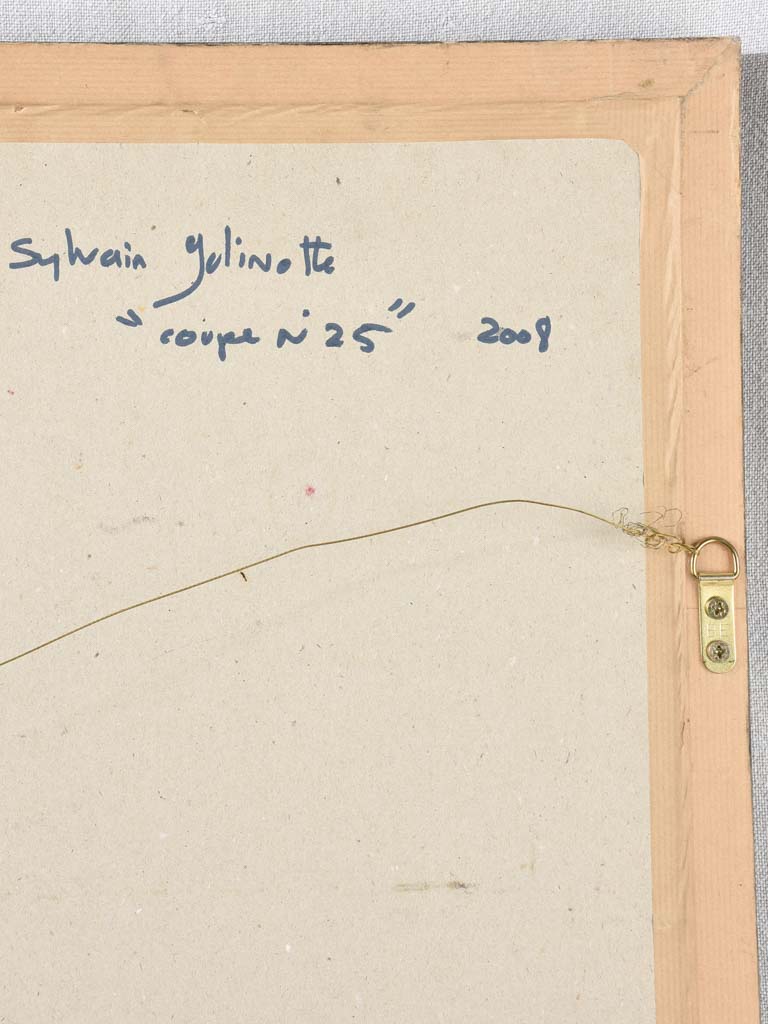 Sylvain Gelinotte
"coupe N° 25" 2008